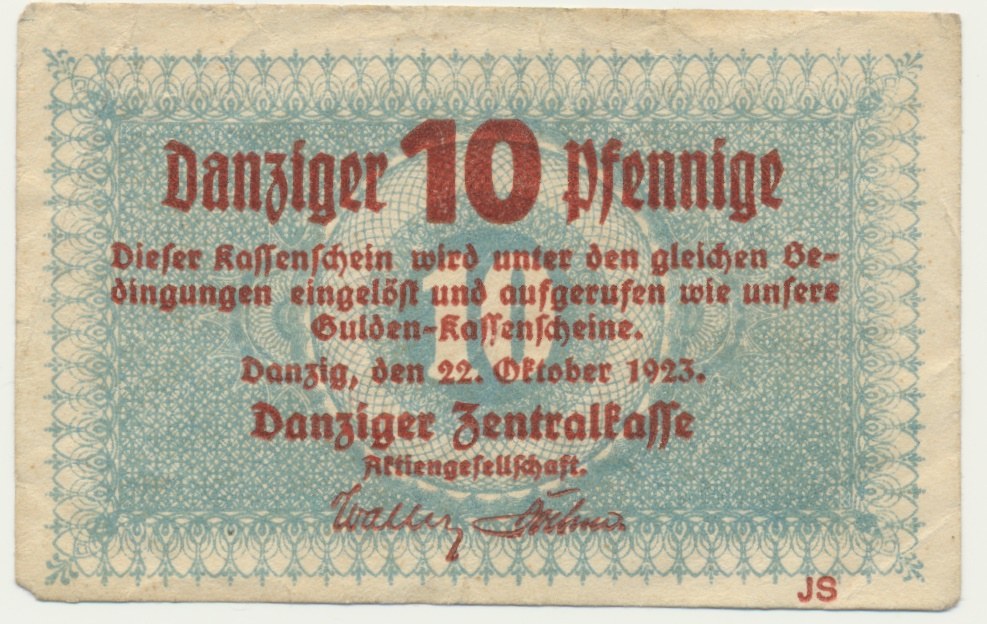 Danziger 10 Pfennige
Dieser Kassenschein wird unter den gleichen Be-
dingungen eingelöst und aufgerufen wie unsere
Gulden-Kassenscheine.
10
Danzig, den 22. Oktober 1923.
Danziger Zentralkasse
Aktiengesellschaft.
JS